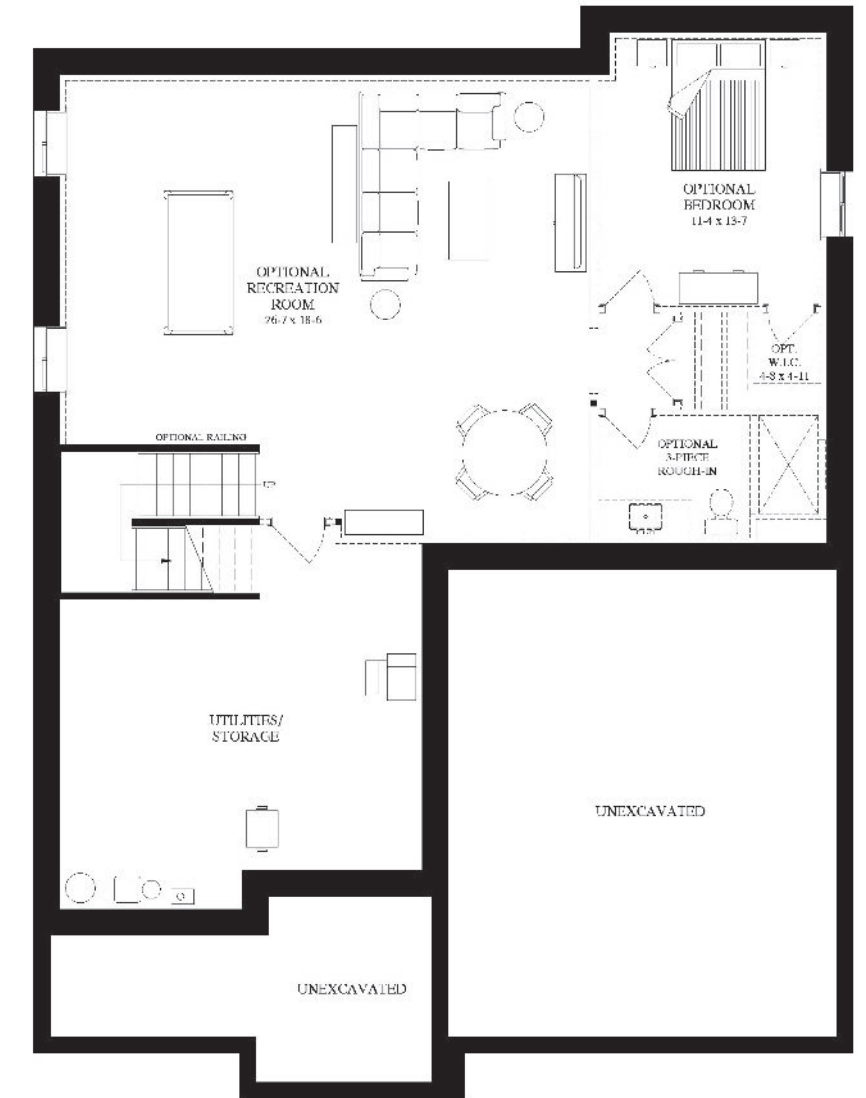 OPTIONAL
BEDROOM
11-4 x 13-7
OPTIONAL
RECREATION
ROOM
26-7 x 18-6
OPT.
W.I.C.
4-8 x 4-11
OPTIONAL RAILING
OPTIONAL
3-PIECE
ROUGH-IN
UTILITIES/
STORAGE
UNEXCAVATED
UNEXCAVATED